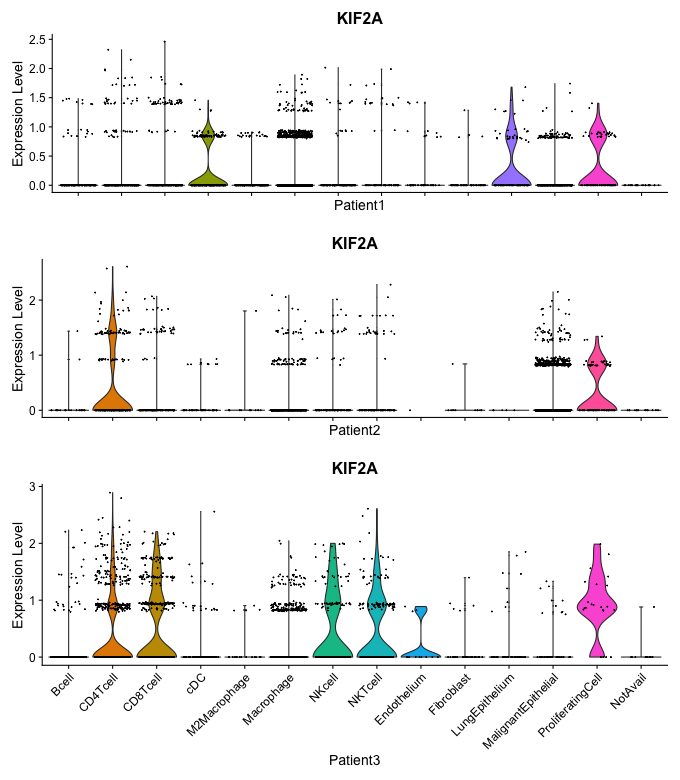 KIF2A
Expression Level
2.5
2.0
1.5
1.0
0.5
0.0
Patient1
KIF2A
Expression Level
2
1
0
Patient2
KIF2A
Expression Level
3
2
1
0
Bcell
CD4Tcell
CD8Tcell
cDC
M2Macrophage
Macrophage
NKcell
NKTcell
Endothelium
Fibroblast
LungEpithelium
MalignantEpithelial
ProliferatingCell
NotAvail
Patient3